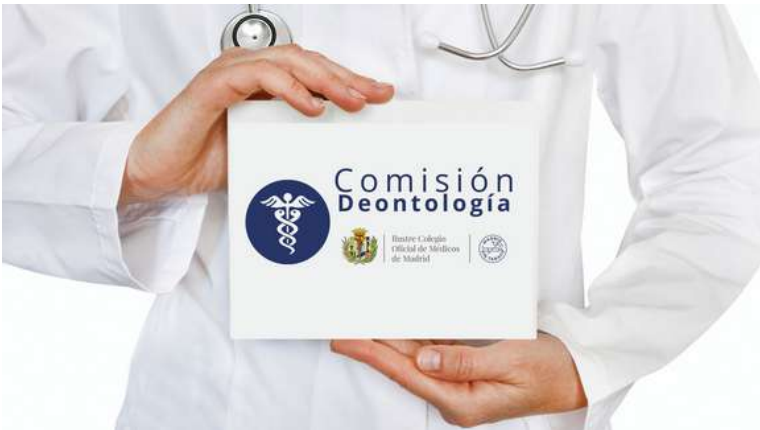 Comisión
Deontología
Ilustre Colegio
Oficial de Médicos
de Madrid